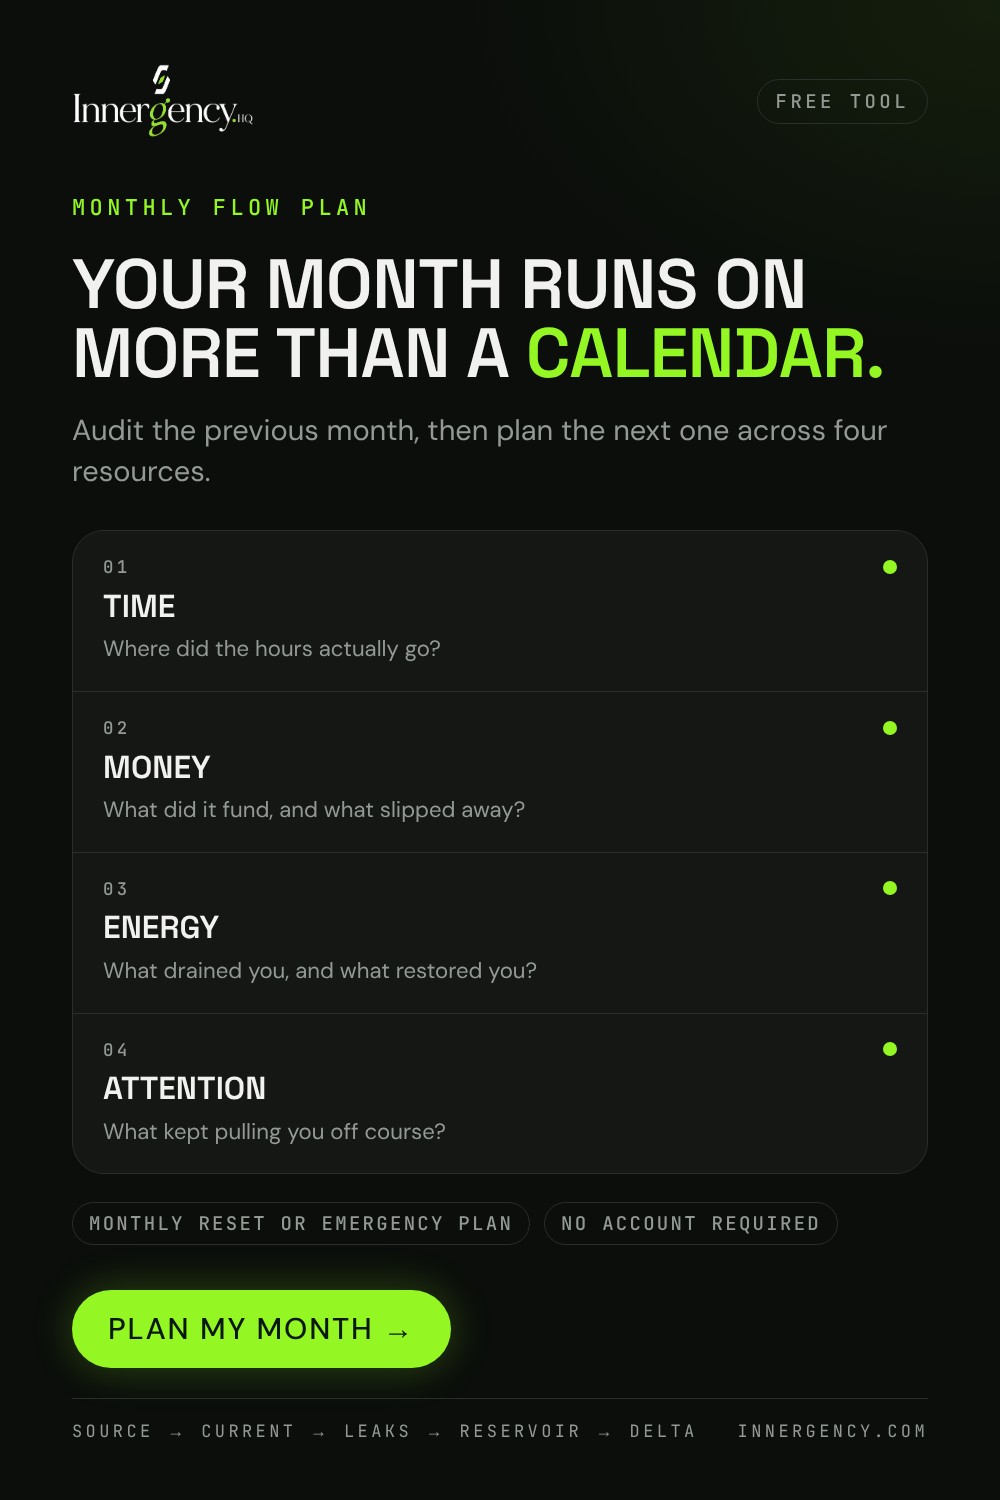 Innergency.HQ
FREE TOOL
MONTHLY FLOW PLAN
YOUR MONTH RUNS ON
MORE THAN A CALENDAR.
Audit the previous month, then plan the next one across four
resources.
01
TIME
Where did the hours actually go?
02
MONEY
What did it fund, and what slipped away?
03
ENERGY
What drained you, and what restored you?
04
ATTENTION
What kept pulling you off course?
MONTHLY RESET OR EMERGENCY PLAN
NO ACCOUNT REQUIRED
PLAN MY MONTH →
SOURCE → CURRENT → LEAKS → RESERVOIR → DELTA
INNERGENCY.COM